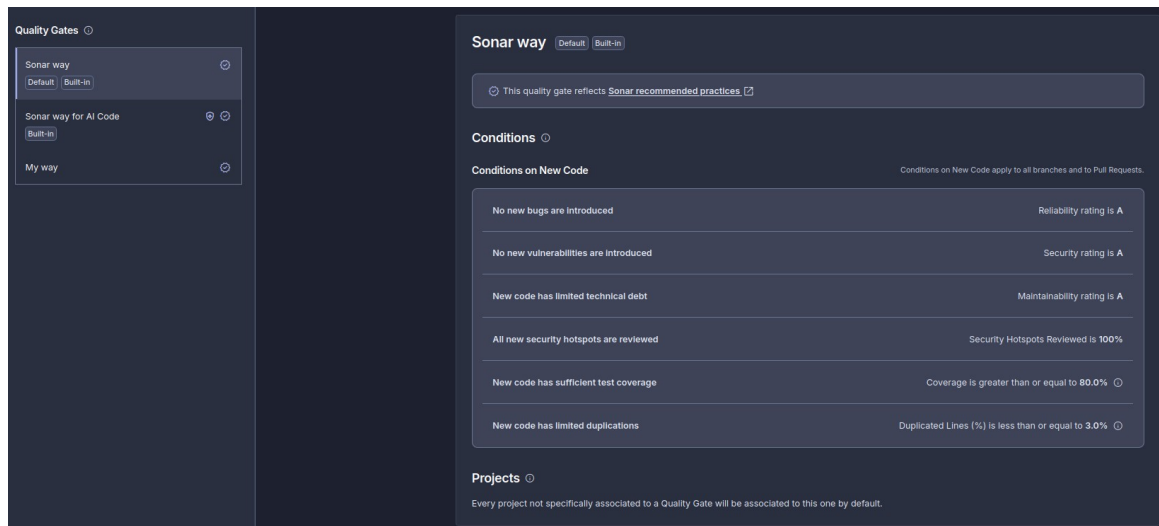 Quality Gates
Sonar way
Default Built-in
Sonar way for AI Code
Built-in
My way
Sonar way Default Built-in
This quality gate reflects Sonar recommended practices
Conditions
Conditions on New Code Conditions on New Code apply to all branches and to Pull Requests.
No new bugs are introduced Reliability rating is A
No new vulnerabilities are introduced Security rating is A
New code has limited technical debt Maintainability rating is A
All new security hotspots are reviewed Security Hotspots Reviewed is 100%
New code has sufficient test coverage Coverage is greater than or equal to 80.0%
New code has limited duplications Duplicated Lines (%) is less than or equal to 3.0%
Projects
Every project not specifically associated to a Quality Gate will be associated to this one by default.